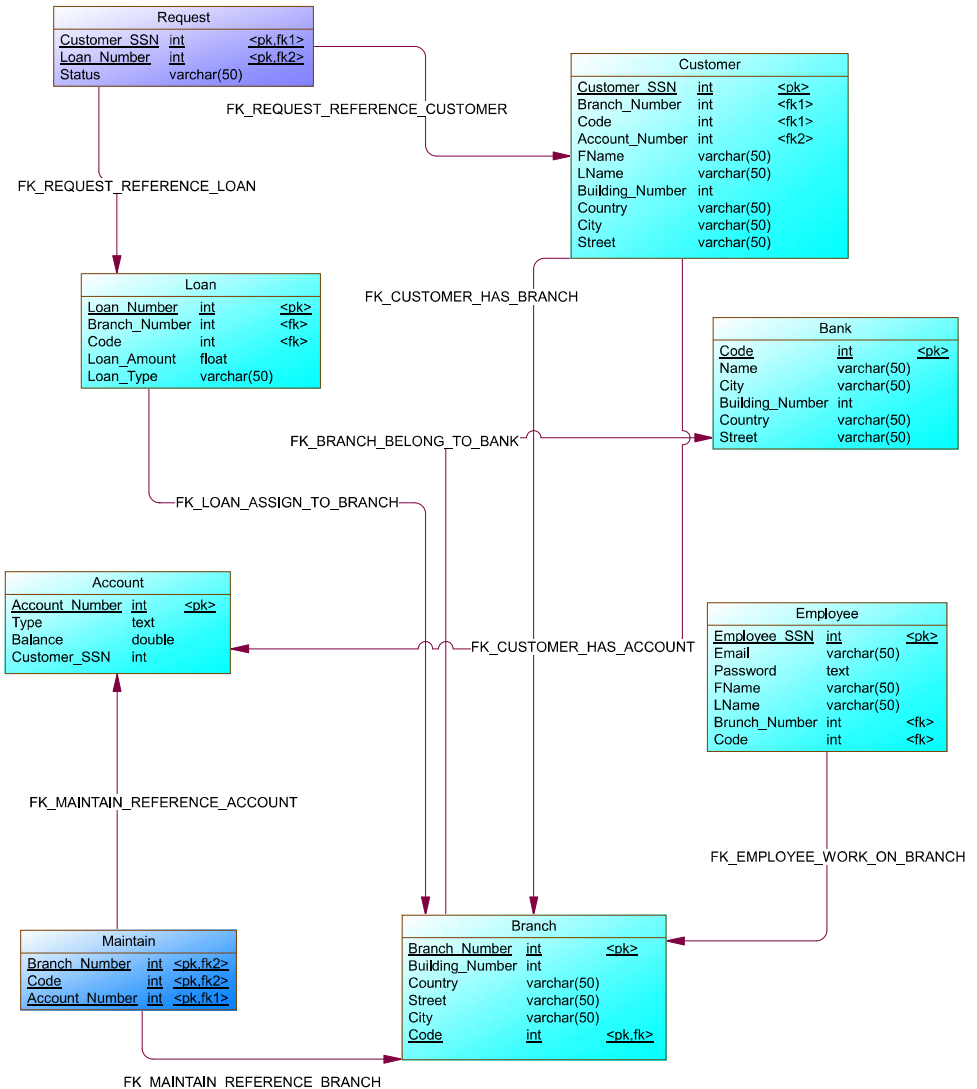 Request
Customer_SSN int <pk,fk1>
Loan_Number int <pk,fk2>
Status varchar(50)
FK_REQUEST_REFERENCE_CUSTOMER
FK_REQUEST_REFERENCE_LOAN
Customer
Customer_SSN int <pk>
Branch_Number int <fk1>
Code int <fk1>
Account_Number int <fk2>
FName varchar(50)
LName varchar(50)
Building_Number int
Country varchar(50)
City varchar(50)
Street varchar(50)
Loan
Loan_Number int <pk>
Branch_Number int <fk>
Code int <fk>
Loan_Amount float
Loan_Type varchar(50)
FK_CUSTOMER_HAS_BRANCH
Bank
Code int <pk>
Name varchar(50)
City varchar(50)
Building_Number int
Country varchar(50)
Street varchar(50)
FK_BRANCH_BELONG_TO_BANK
FK_LOAN_ASSIGN_TO_BRANCH
Account
Account_Number int <pk>
Type text
Balance double
Customer_SSN int
FK_CUSTOMER_HAS_ACCOUNT
Employee
Employee_SSN int <pk>
Email varchar(50)
Password text
FName varchar(50)
LName varchar(50)
Brunch_Number int <fk>
Code int <fk>
FK_MAINTAIN_REFERENCE_ACCOUNT
FK_EMPLOYEE_WORK_ON_BRANCH
Maintain
Branch_Number int <pk,fk2>
Code int <pk,fk2>
Account_Number int <pk,fk1>
Branch
Branch_Number int <pk>
Building_Number int
Country varchar(50)
Street varchar(50)
City varchar(50)
Code int <pk,fk>
FK_MAINTAIN_REFERENCE_BRANCH